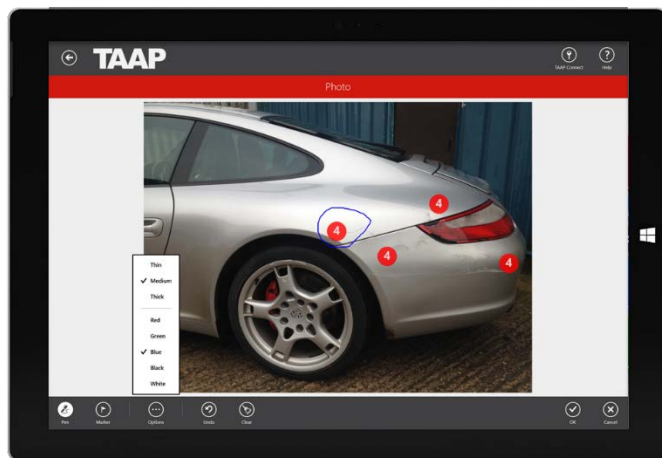 TAAP
TAAP Connect
Help
Photo
4
4
4
4
Thin
Medium
Thick
Red
Green
Blue
Black
White
Pen
Marker
Options
Undo
Clear
OK
Cancel